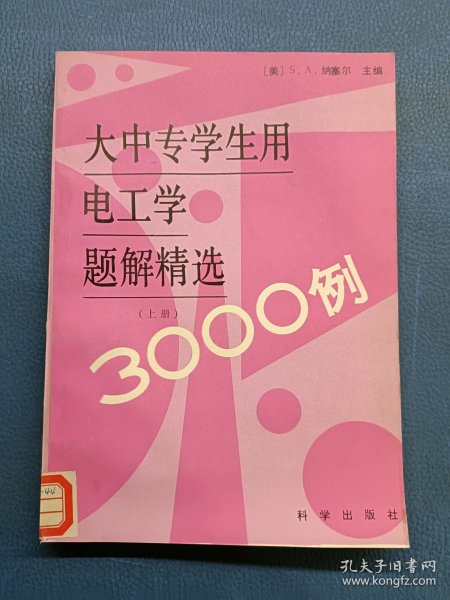 [美] S.A.纳塞尔 主编
大中专学生用
电工学
题解精选
(上册)
3000例
-44
科学出版社
孔夫子旧书网
www.kongfz.com